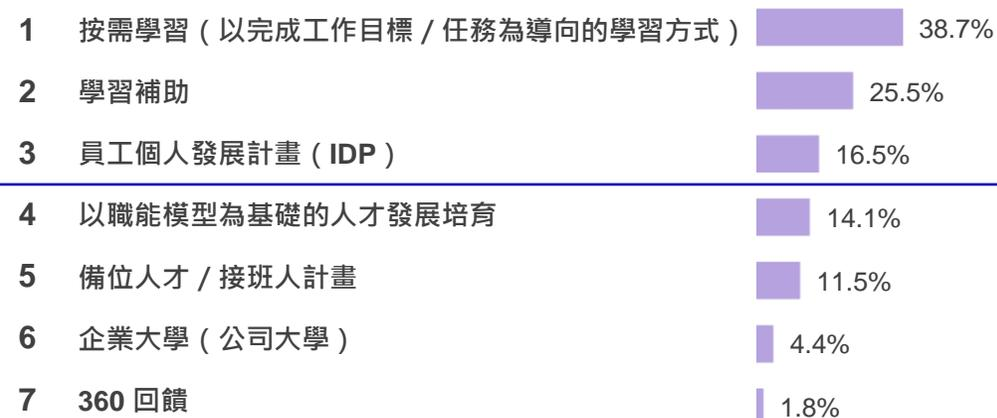 1 按需學習（以完成工作目標 / 任務為導向的學習方式） 38.7%
2 學習補助 25.5%
3 員工個人發展計畫（IDP） 16.5%
4 以職能模型為基礎的人才發展培育 14.1%
5 備位人才 / 接班人計畫 11.5%
6 企業大學（公司大學） 4.4%
7 360 回饋 1.8%